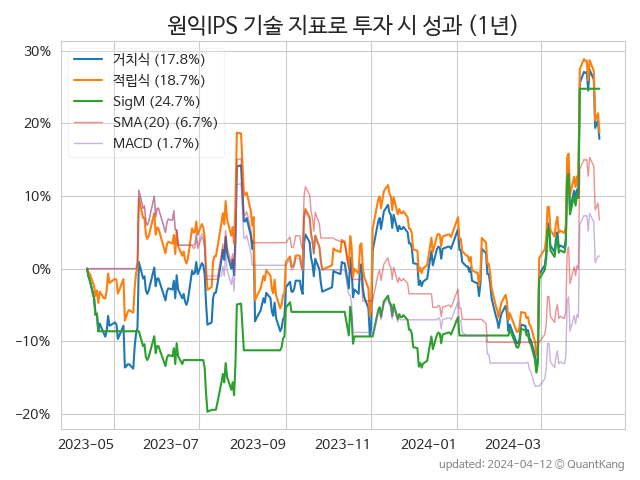 원익IPS 기술 지표로 투자 시 성과 (1년)
거치식 (17.8%)
적립식 (18.7%)
SigM (24.7%)
SMA(20) (6.7%)
MACD (1.7%)
30%
20%
10%
0%
−10%
−20%
2023-05 2023-07 2023-09 2023-11 2024-01 2024-03
updated: 2024-04-12 © QuantKang